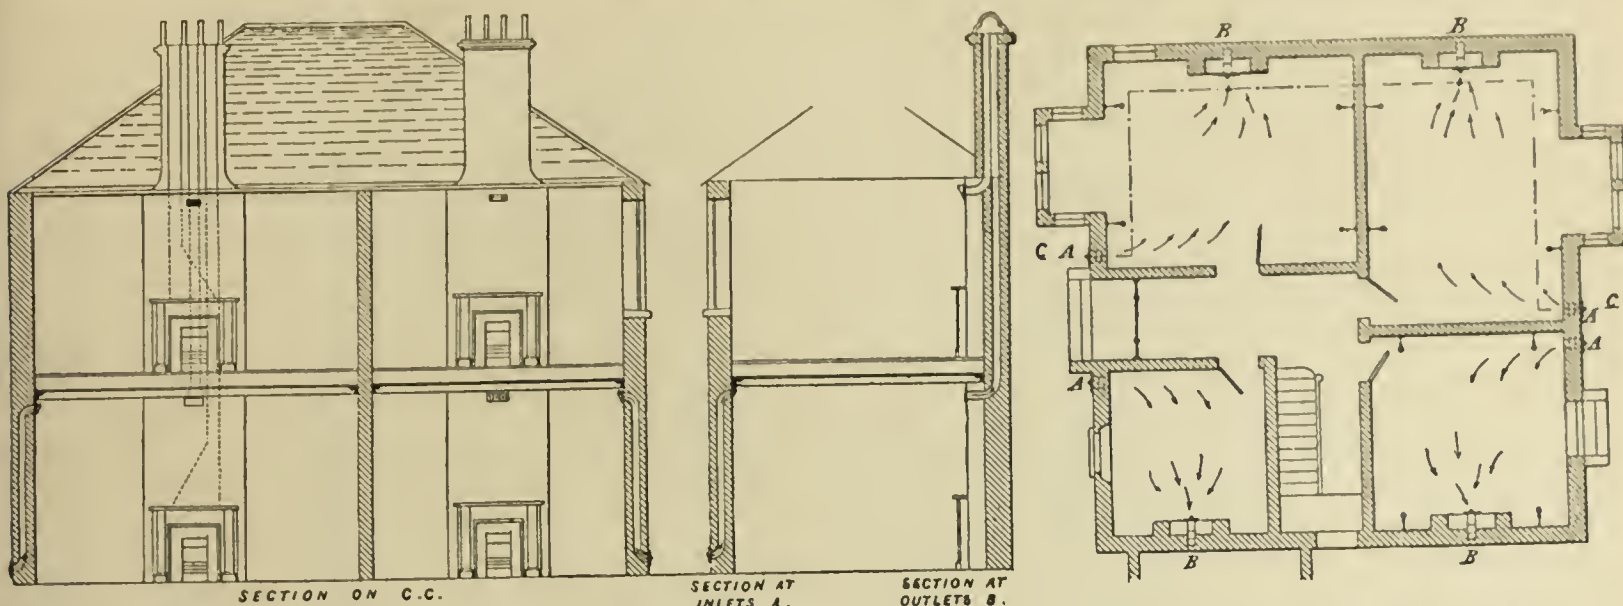 SECTION ON C.C.
SECTION AT
INLETS A.
SECTION AT
OUTLETS B.
B
B
C A
A
C
A
A
B
B